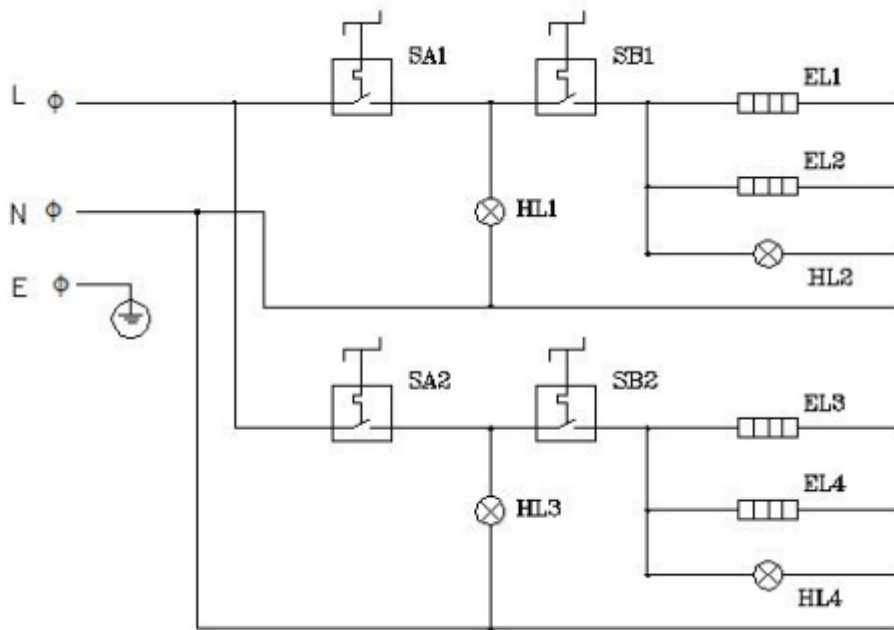 SA1
SB1
EL1
L Φ
EL2
N Φ
HL1
HL2
E Φ
SA2
SB2
EL3
EL4
HL3
HL4